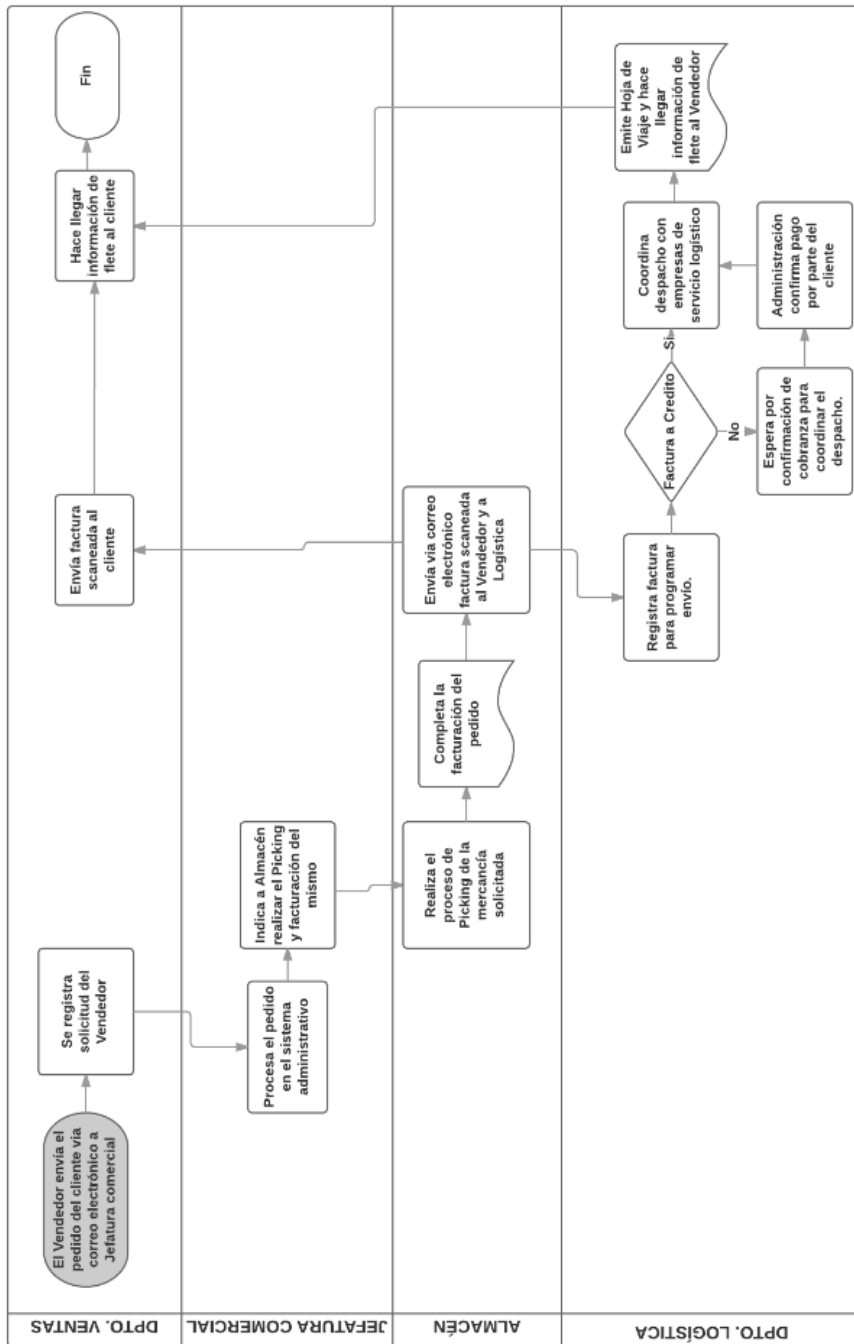 DPTO. VENTAS
El Vendedor envía el
pedido del cliente via
correo electrónico a
Jefatura comercial
Se registra
solicitud del
Vendedor
Envía factura
scaneada al
cliente
Hace llegar
información de
flete al cliente
Fin
JEFATURA COMERCIAL
Procesa el pedido
en el sistema
administrativo
Indica a Almacén
realizar el Picking
y facturación del
mismo
ALMACÉN
Realiza el
proceso de
Picking de la
mercancía
solicitada
Completa la
facturación del
pedido
Envía via correo
electrónico
factura scaneada
al Vendedor y a
Logística
DPTO. LOGÍSTICA
Registra factura
para programar
envío.
Factura a Credito
Si
No
Espera por
confirmación de
cobranza para
coordinar el
despacho.
Administración
confirma pago
por parte del
cliente
Coordina
despacho con
empresas de
servicio logístico
Emite Hoja de
Viaje y hace
llegar
información de
flete al Vendedor